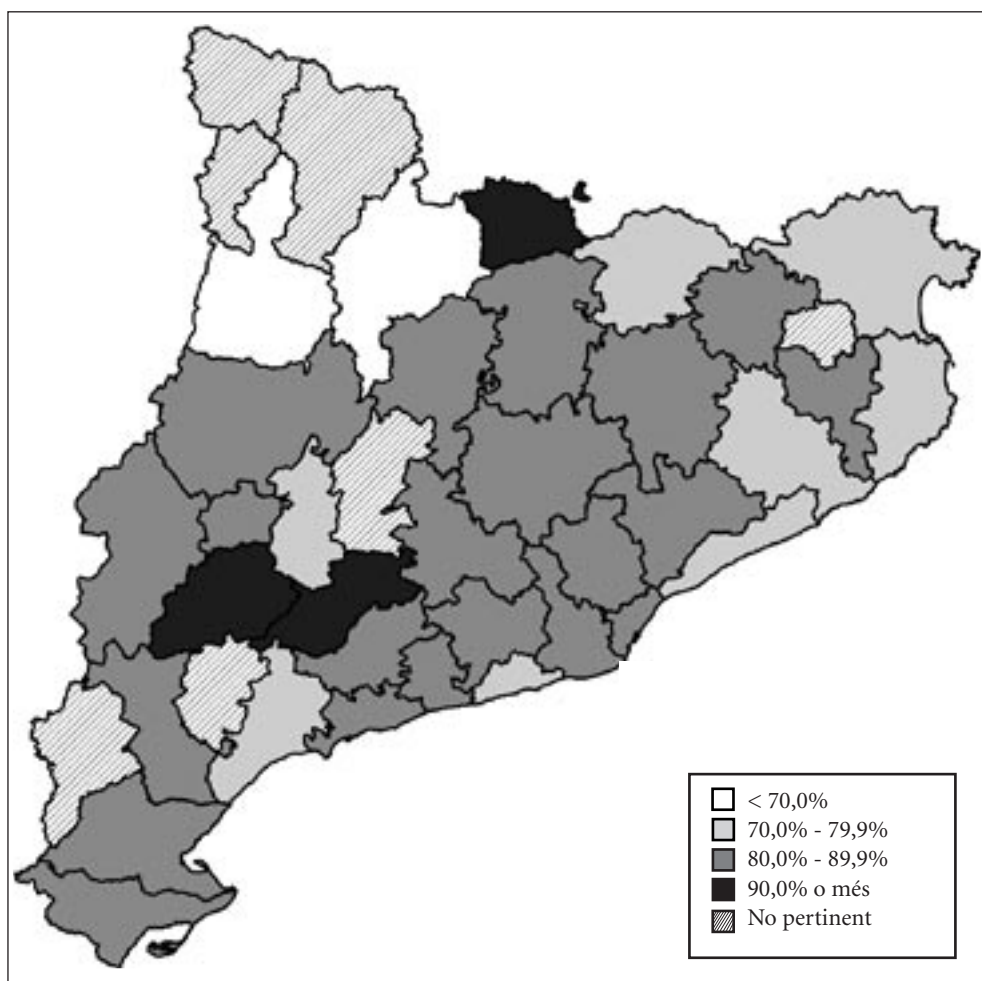 < 70,0%
70,0% - 79,9%
80,0% - 89,9%
90,0% o més
No pertinent